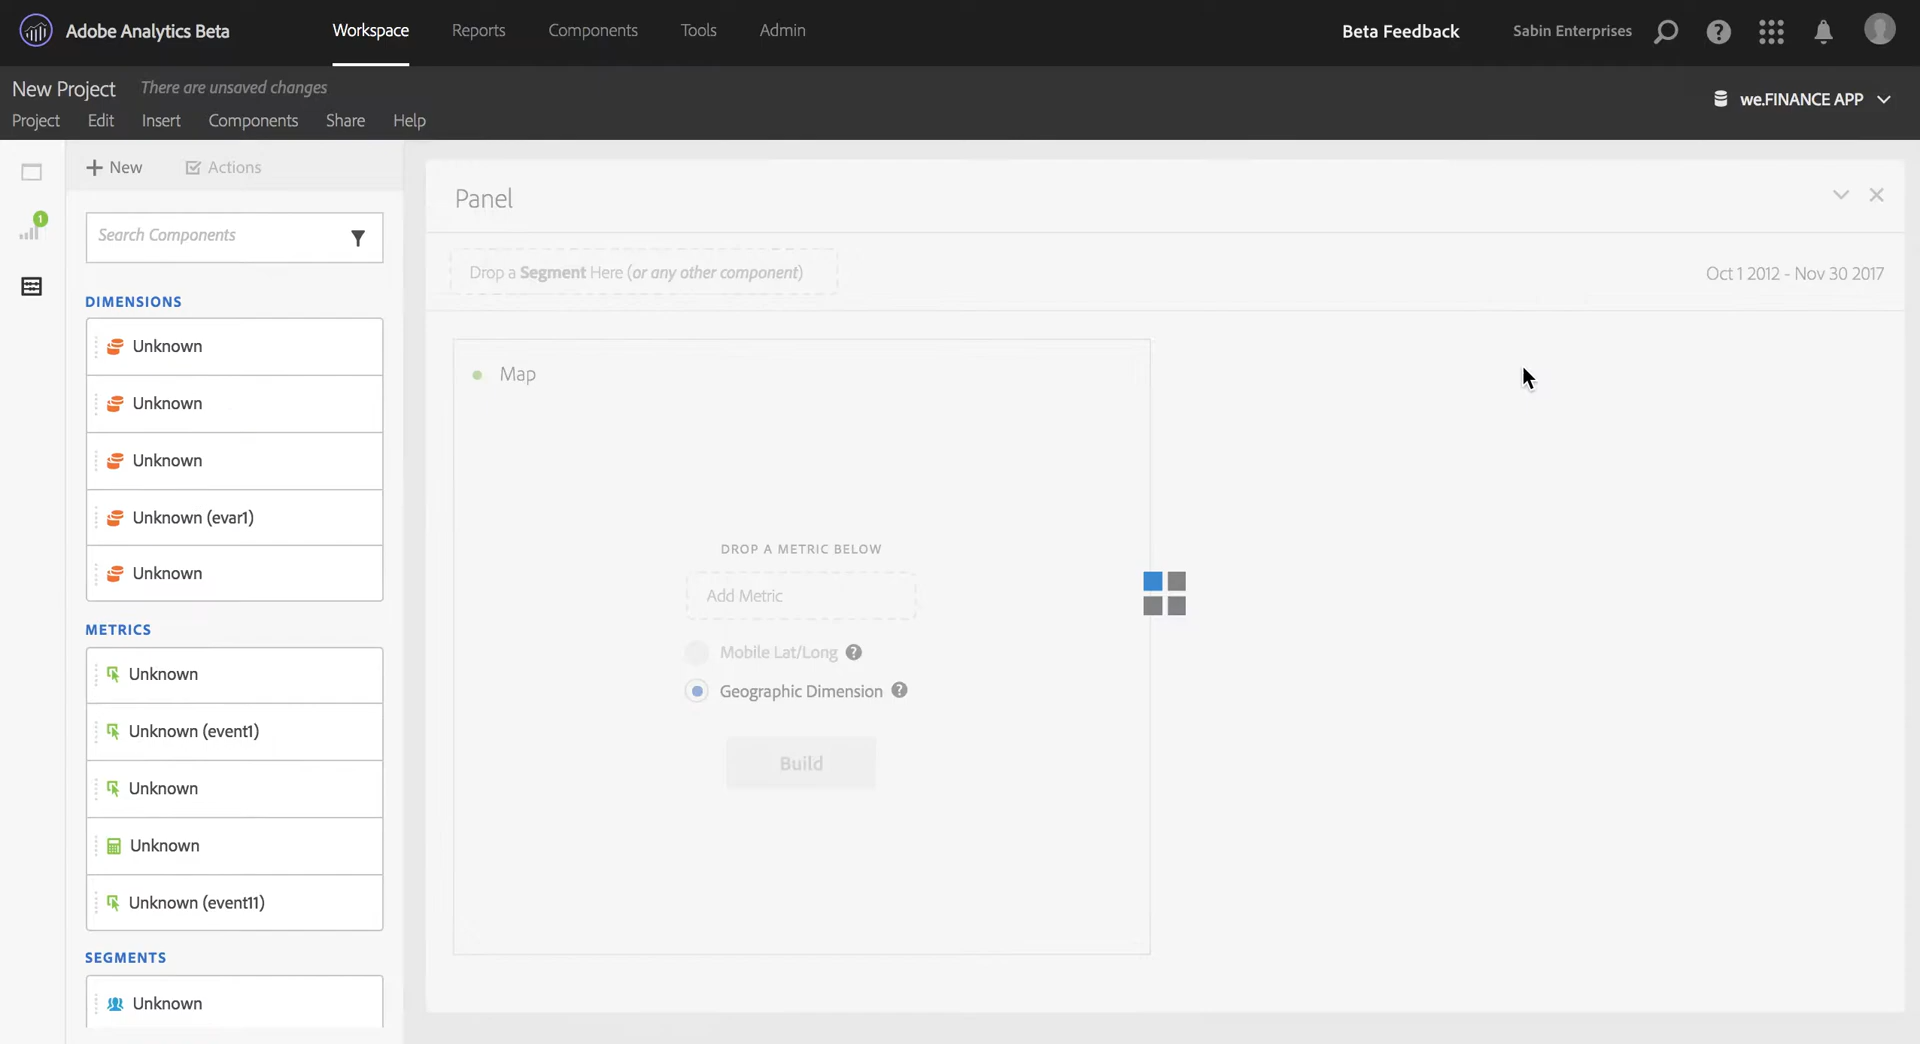 Adobe Analytics Beta
Workspace
Reports
Components
Tools
Admin
Beta Feedback
Sabin Enterprises
New Project
There are unsaved changes
Project
Edit
Insert
Components
Share
Help
we.FINANCE APP
1
+ New
Actions
Search Components
DIMENSIONS
Unknown
Unknown
Unknown
Unknown (evar1)
Unknown
METRICS
Unknown
Unknown (event1)
Unknown
Unknown
Unknown (event11)
SEGMENTS
Unknown
Panel
Drop a Segment Here (or any other component)
Oct 1 2012 - Nov 30 2017
Map
DROP A METRIC BELOW
Add Metric
Mobile Lat/Long ?
Geographic Dimension ?
Build